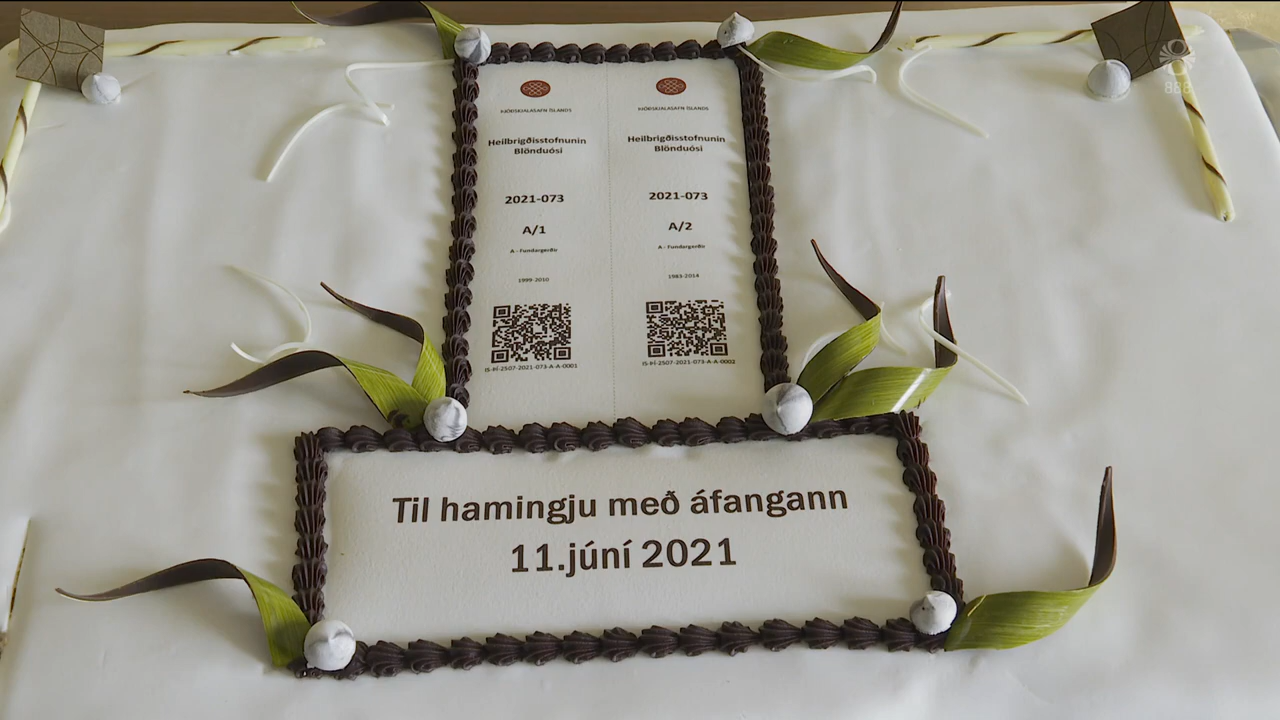 ÞJÓÐSKJALASAFN ÍSLANDS
Heilbrigðisstofnunin
Blönduósi
2021-073
A/1
A - Fundargerðir
1999-2010
IS-ÞÍ-2507-2021-073-A-A-0001
ÞJÓÐSKJALASAFN ÍSLANDS
Heilbrigðisstofnunin
Blönduósi
2021-073
A/2
A - Fundargerðir
1983-2014
IS-ÞÍ-2507-2021-073-A-A-0002
Til hamingju með áfangann
11.júní 2021
888